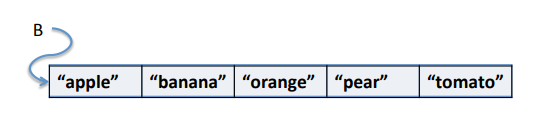 B
“apple” “banana” “orange” “pear” “tomato”